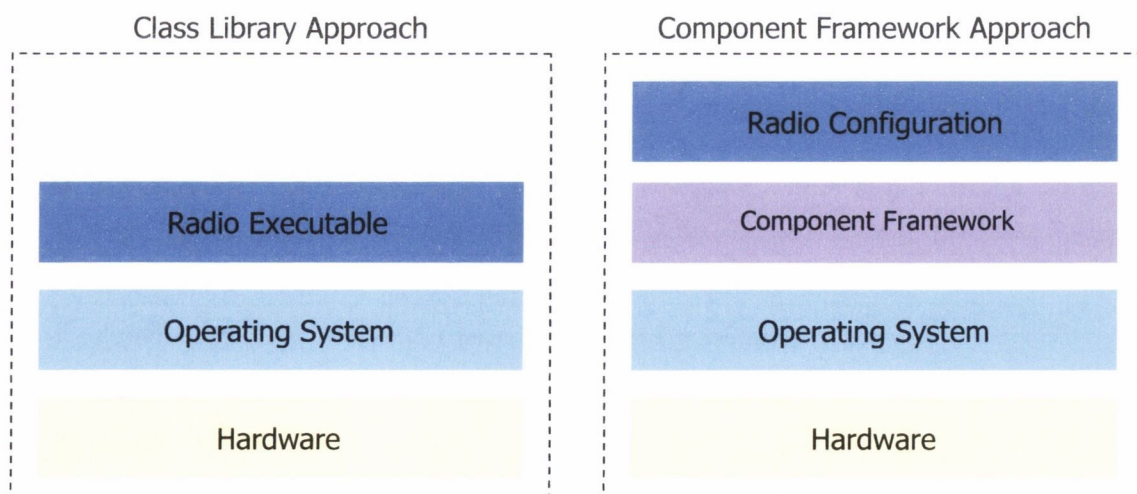 Class Library Approach
Radio Executable
Operating System
Hardware
Component Framework Approach
Radio Configuration
Component Framework
Operating System
Hardware